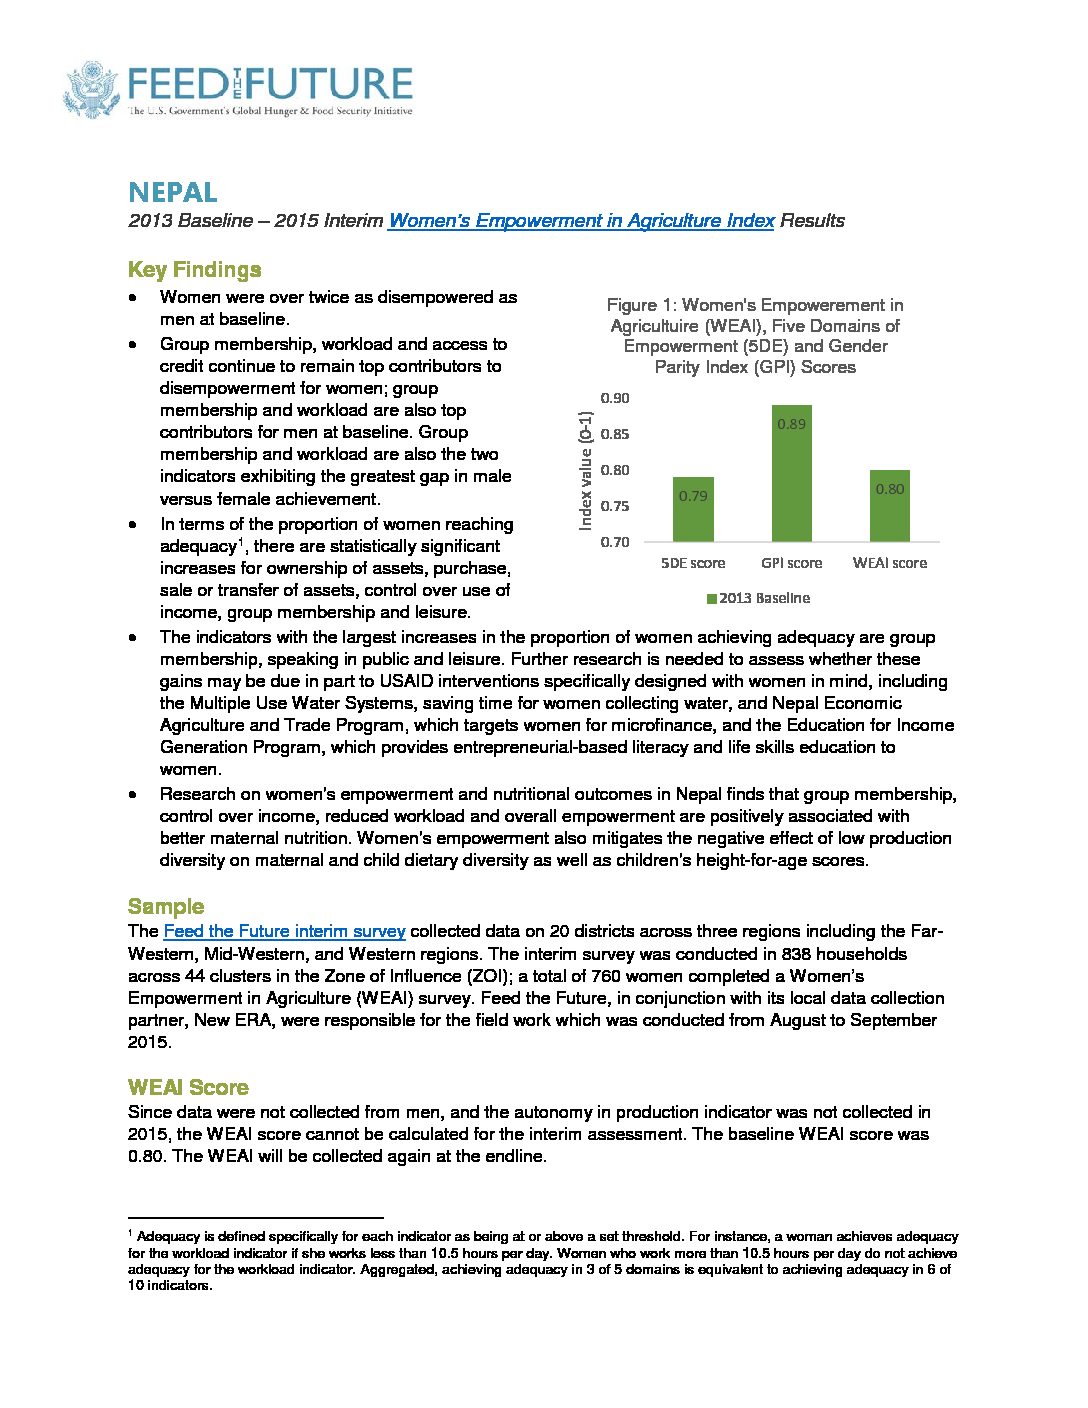 FEED THE FUTURE
The U.S. Government's Global Hunger & Food Security Initiative
NEPAL
2013 Baseline – 2015 Interim Women's Empowerment in Agriculture Index Results
Key Findings
• Women were over twice as disempowered as
men at baseline.
• Group membership, workload and access to
credit continue to remain top contributors to
disempowerment for women; group
membership and workload are also top
contributors for men at baseline. Group
membership and workload are also the two
indicators exhibiting the greatest gap in male
versus female achievement.
• In terms of the proportion of women reaching
adequacy1, there are statistically significant
increases for ownership of assets, purchase,
sale or transfer of assets, control over use of
income, group membership and leisure.
Figure 1: Women's Empowerement in
Agricultuire (WEAI), Five Domains of
Empowerment (5DE) and Gender
Parity Index (GPI) Scores
Index value (0-1)
0.90
0.85
0.80
0.75
0.70
0.79
0.89
0.80
5DE score GPI score WEAI score
2013 Baseline
• The indicators with the largest increases in the proportion of women achieving adequacy are group
membership, speaking in public and leisure. Further research is needed to assess whether these
gains may be due in part to USAID interventions specifically designed with women in mind, including
the Multiple Use Water Systems, saving time for women collecting water, and Nepal Economic
Agriculture and Trade Program, which targets women for microfinance, and the Education for Income
Generation Program, which provides entrepreneurial-based literacy and life skills education to
women.
• Research on women's empowerment and nutritional outcomes in Nepal finds that group membership,
control over income, reduced workload and overall empowerment are positively associated with
better maternal nutrition. Women's empowerment also mitigates the negative effect of low production
diversity on maternal and child dietary diversity as well as children's height-for-age scores.
Sample
The Feed the Future interim survey collected data on 20 districts across three regions including the Far-
Western, Mid-Western, and Western regions. The interim survey was conducted in 838 households
across 44 clusters in the Zone of Influence (ZOI); a total of 760 women completed a Women's
Empowerment in Agriculture (WEAI) survey. Feed the Future, in conjunction with its local data collection
partner, New ERA, were responsible for the field work which was conducted from August to September
2015.
WEAI Score
Since data were not collected from men, and the autonomy in production indicator was not collected in
2015, the WEAI score cannot be calculated for the interim assessment. The baseline WEAI score was
0.80. The WEAI will be collected again at the endline.
1 Adequacy is defined specifically for each indicator as being at or above a set threshold. For instance, a woman achieves adequacy
for the workload indicator if she works less than 10.5 hours per day. Women who work more than 10.5 hours per day do not achieve
adequacy for the workload indicator. Aggregated, achieving adequacy in 3 of 5 domains is equivalent to achieving adequacy in 6 of
10 indicators.